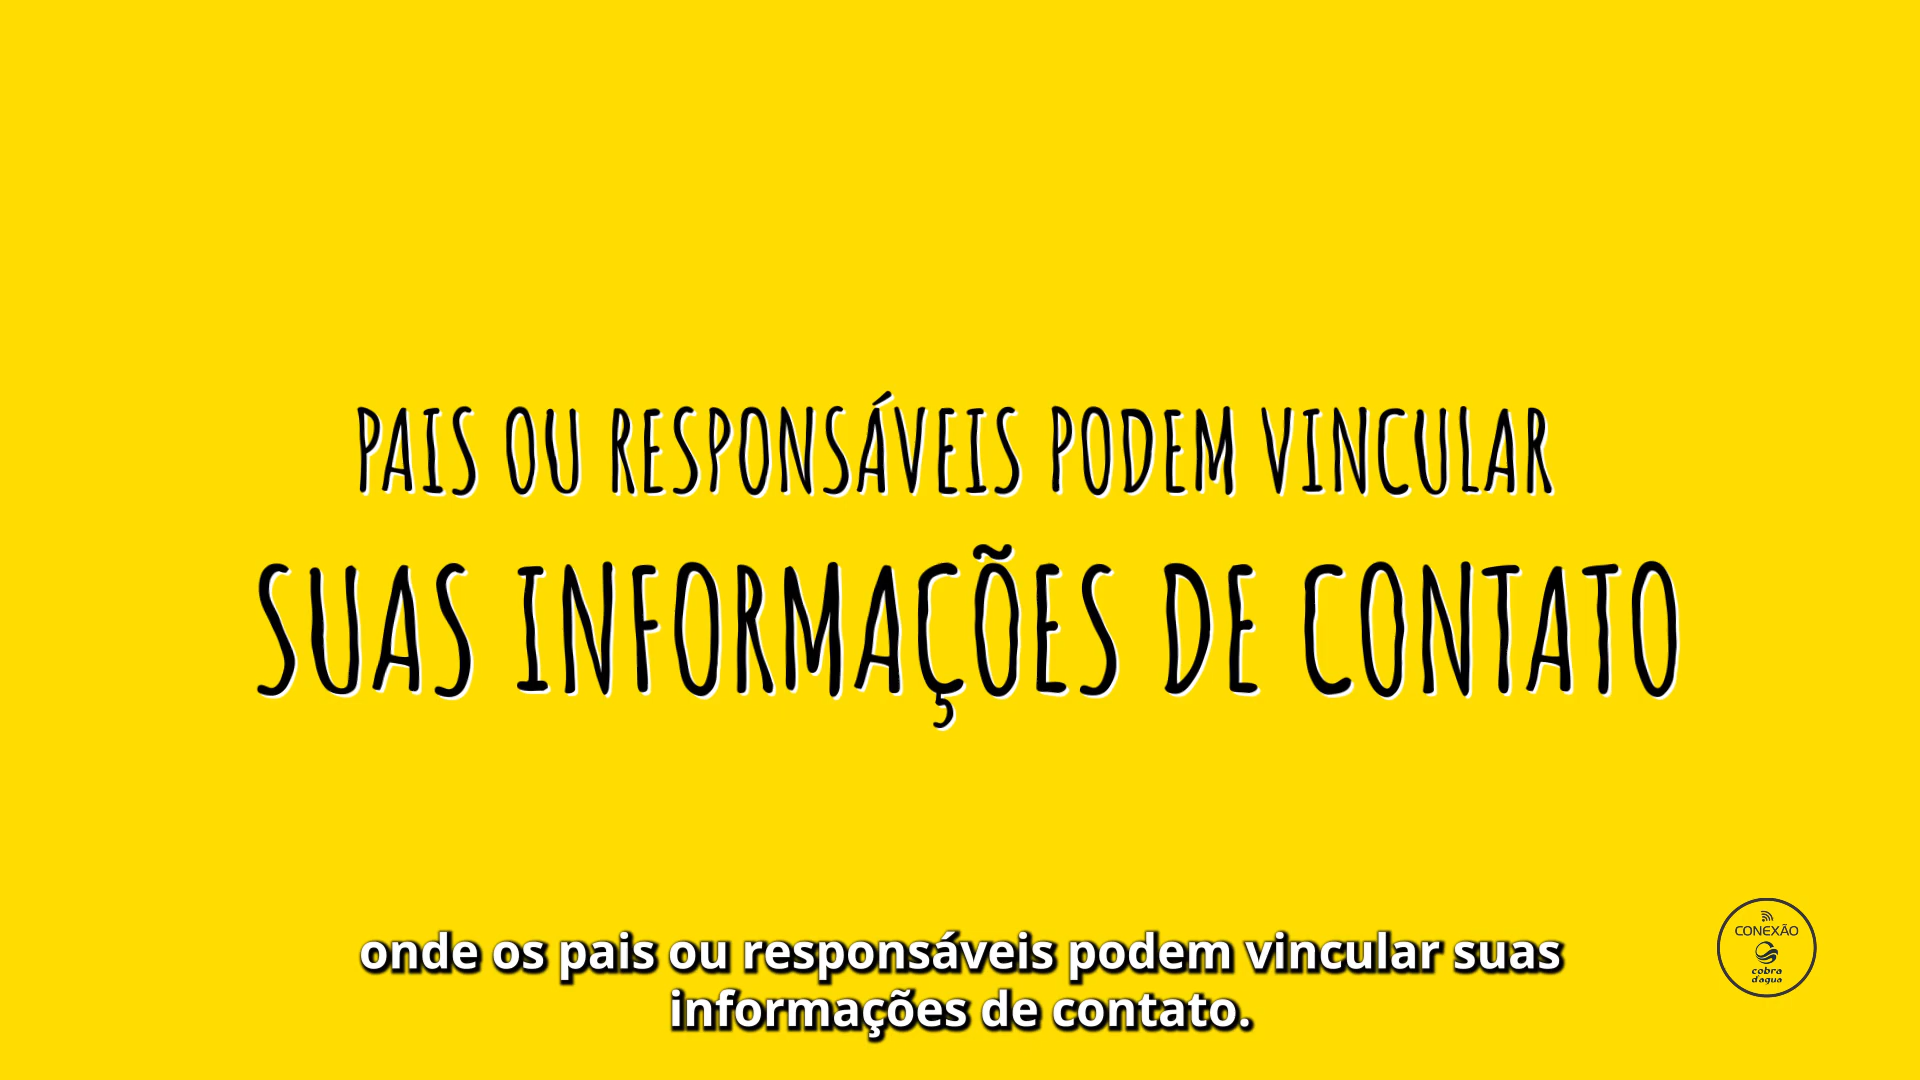 PAIS OU RESPONSÁVEIS PODEM VINCULAR
SUAS INFORMAÇÕES DE CONTATO
CONEXÃO
cobra
d'agua
onde os pais ou responsáveis podem vincular suas
informações de contato.